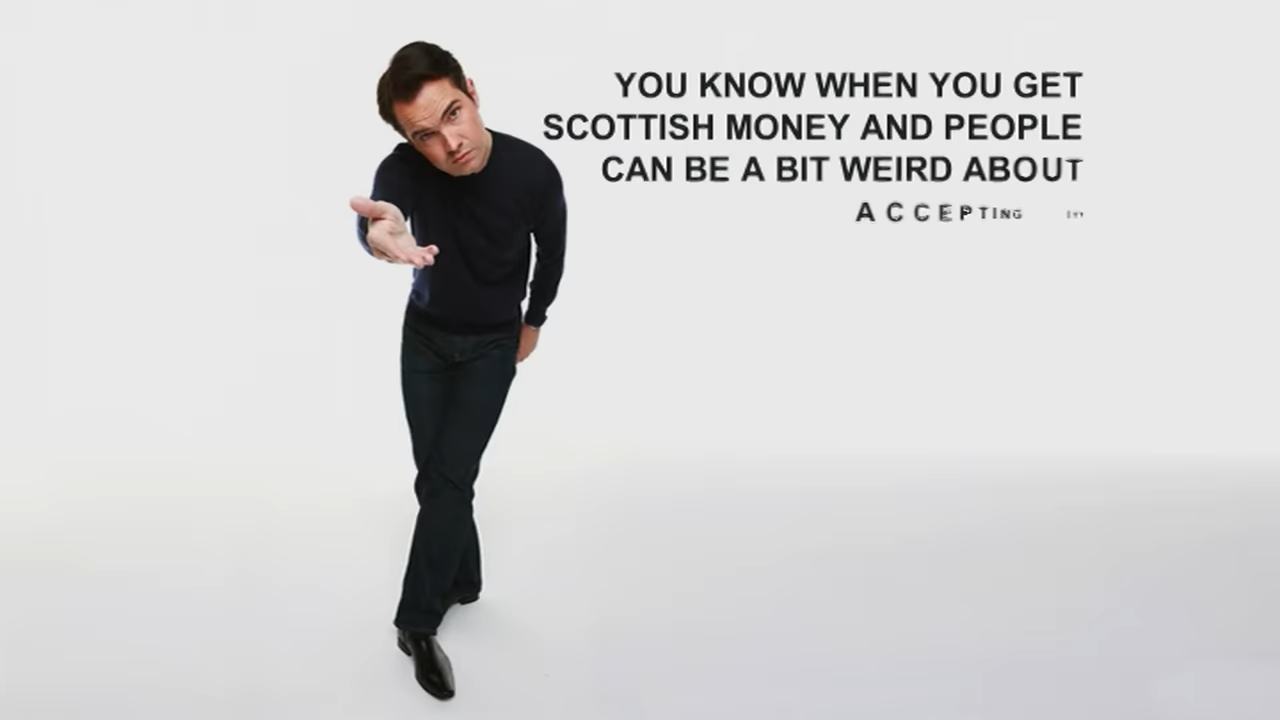 YOU KNOW WHEN YOU GET
SCOTTISH MONEY AND PEOPLE
CAN BE A BIT WEIRD ABOUT
ACCEPTING